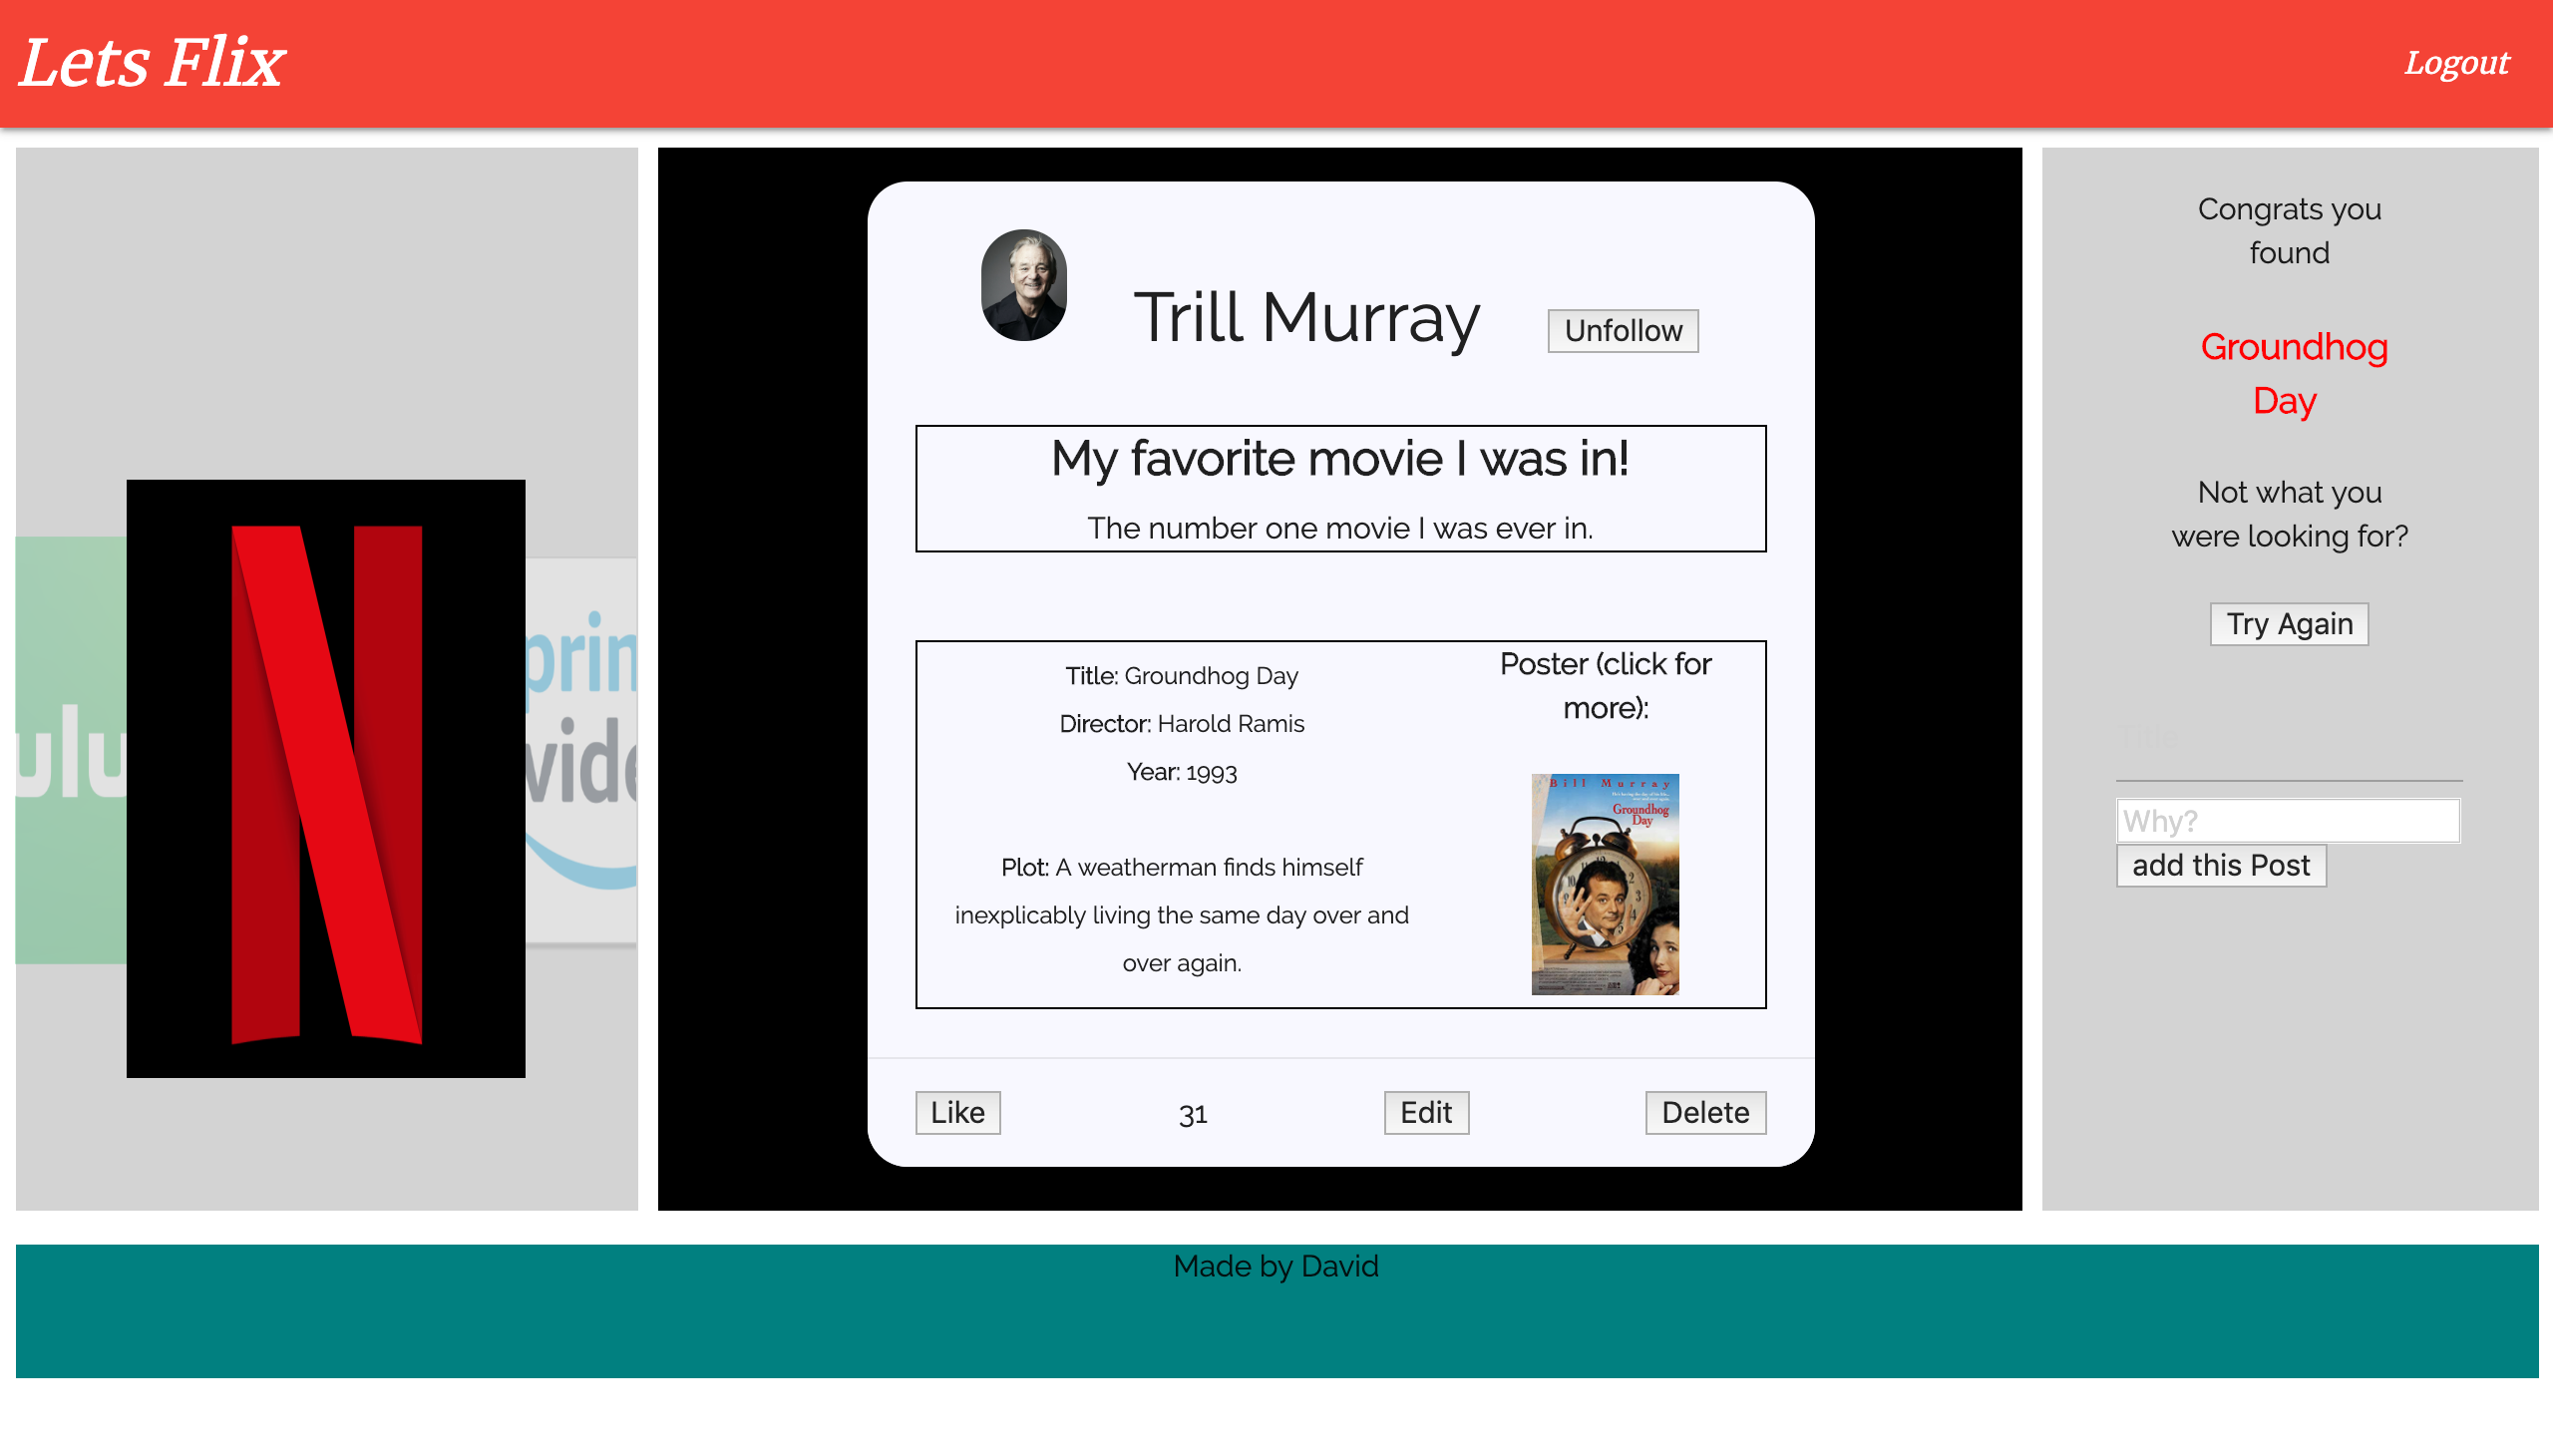 Lets Flix
Logout
ulu
N
prin
vide
Trill Murray
Unfollow
My favorite movie I was in!
The number one movie I was ever in.
Title: Groundhog Day
Director: Harold Ramis
Year: 1993
Plot: A weatherman finds himself
inexplicably living the same day over and
over again.
Poster (click for
more):
Bill Murray
Groundhog
Day
Like
31
Edit
Delete
Congrats you
found
Groundhog
Day
Not what you
were looking for?
Try Again
Title
Why?
add this Post
Made by David